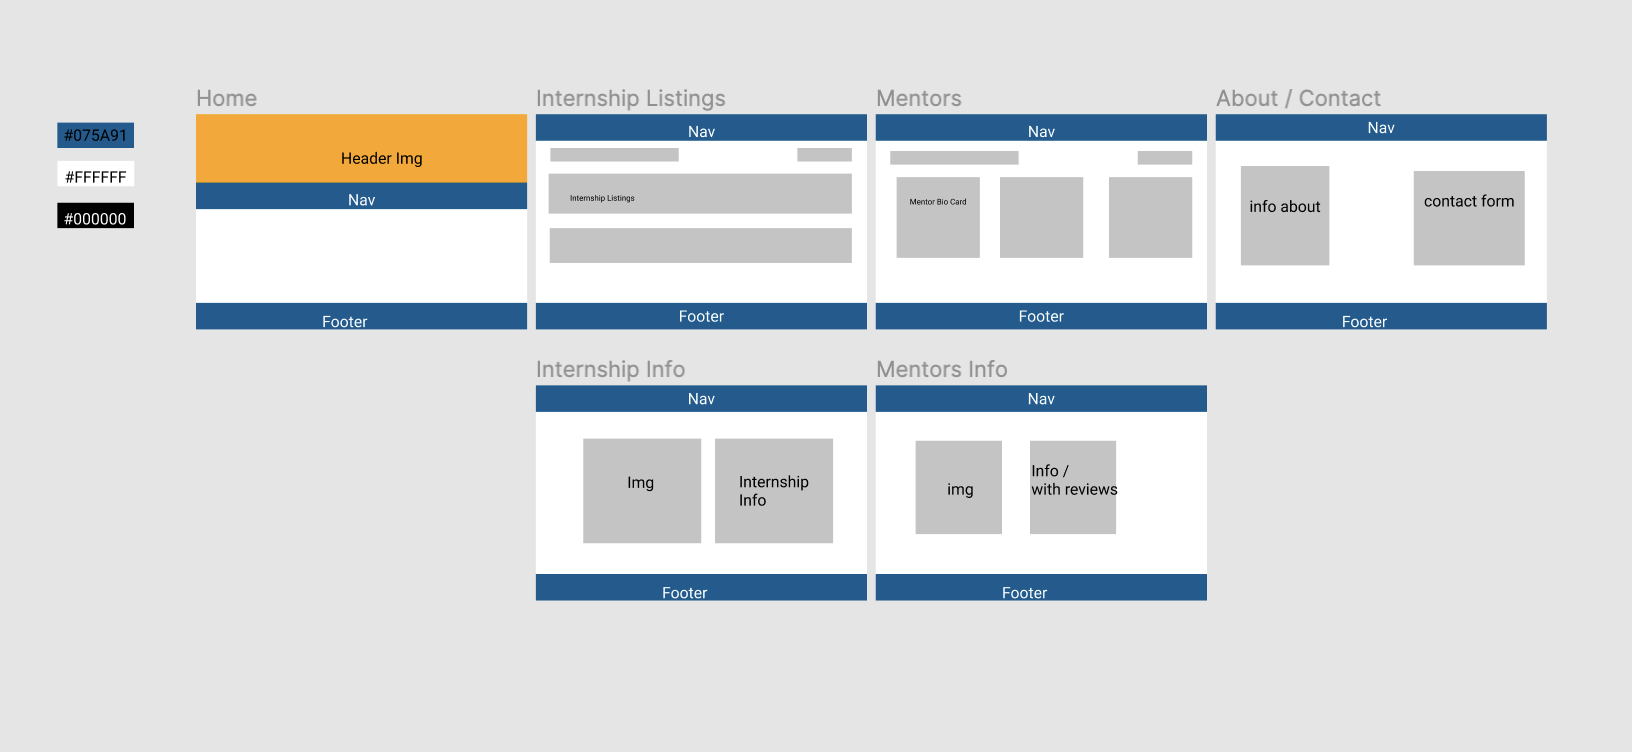 #075A91
#FFFFFF
#000000
Home
Header Img
Nav
Footer
Internship Listings
Nav
Internship Listings
Footer
Mentors
Nav
Mentor Bio Card
Footer
About / Contact
Nav
info about
contact form
Footer
Internship Info
Nav
Img
Internship
Info
Footer
Mentors Info
Nav
img
Info /
with reviews
Footer